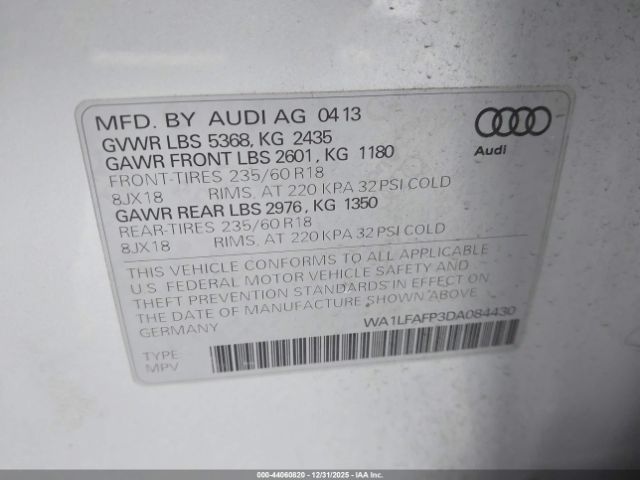 MFD. BY AUDI AG 0413
GVWR LBS 5368, KG 2435
GAWR FRONT LBS 2601, KG 1180
FRONT-TIRES 235/60 R18
8JX18 RIMS, AT 220 KPA 32 PSI COLD
GAWR REAR LBS 2976, KG 1350
REAR-TIRES 235/60 R18
8JX18 RIMS, AT 220 KPA 32 PSI COLD
Audi
THIS VEHICLE CONFORMS TO ALL APPLICABLE
U.S. FEDERAL MOTOR VEHICLE SAFETY AND
THEFT PREVENTION STANDARDS IN EFFECT ON
THE DATE OF MANUFACTURE SHOWN ABOVE
GERMANY
WA1LFAFP3DA084430
TYPE
MPV
000-44060820 - 12/31/2025 - IAA Inc.